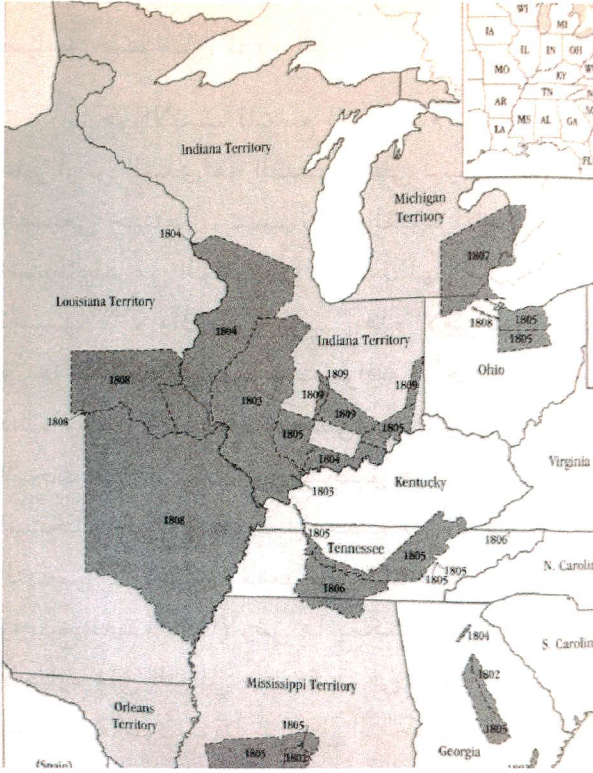 WI
MI
IA
IL
IN
OH
MO
KY
TN
AR
MS
AL
GA
LA
Indiana Territory
Michigan
Territory
1804
1807
Louisiana Territory
1804
Indiana Territory
1808
1805
1805
Ohio
1808
1803
1809
1809
1809
1809
1808
1805
1805
1804
Virginia
1803
Kentucky
1808
1805
Tennessee
1805
1806
1805
1805
1806
N. Carolin
1804
S. Carolin
1802
Mississippi Territory
Orleans
Territory
1805
1805
1805
1802
Georgia
(Spain)